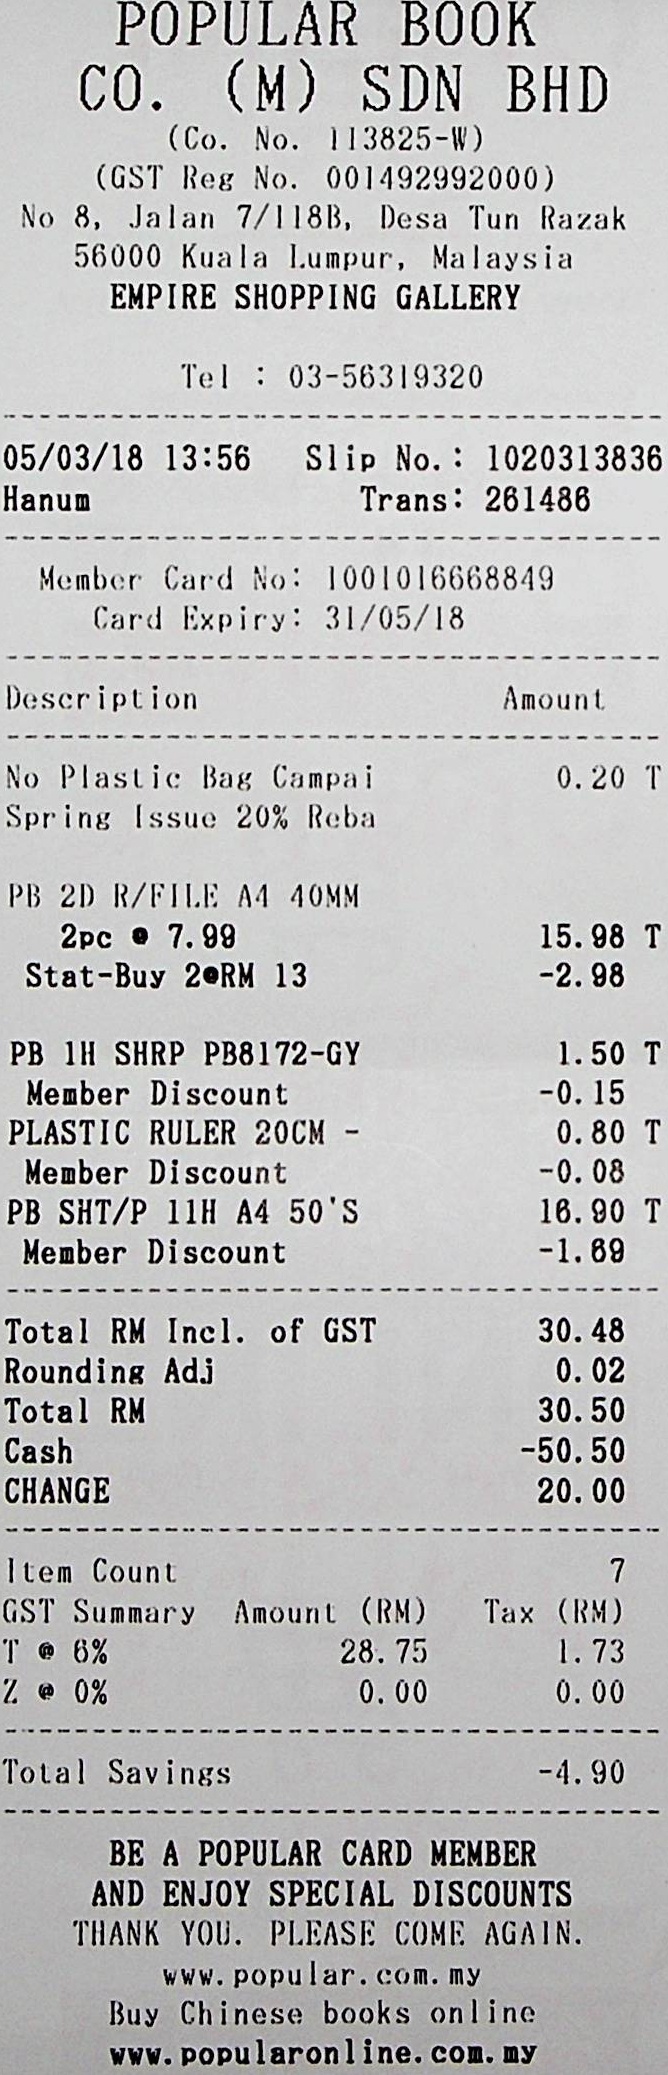 POPULAR BOOK
CO. (M) SDN BHD
(Co. No. 113825-W)
(GST Reg No. 001492992000)
No 8, Jalan 7/118B, Desa Tun Razak
56000 Kuala Lumpur, Malaysia
EMPIRE SHOPPING GALLERY
Tel : 03-56319320
05/03/18 13:56 Slip No.: 1020313836
Hanum Trans: 261486
Member Card No: 1001016668849
Card Expiry: 31/05/18
Description Amount
No Plastic Bag Campai 0.20 T
Spring Issue 20% Reba
PB 2D R/FILE A4 40MM
2pc @ 7.99 15.98 T
Stat-Buy 2@RM 13 -2.98
PB 1H SHRP PB8172-GY 1.50 T
Member Discount -0.15
PLASTIC RULER 20CM - 0.80 T
Member Discount -0.08
PB SHT/P 11H A4 50'S 16.90 T
Member Discount -1.69
Total RM Incl. of GST 30.48
Rounding Adj 0.02
Total RM 30.50
Cash -50.50
CHANGE 20.00
Item Count 7
GST Summary Amount (RM) Tax (RM)
T @ 6% 28.75 1.73
Z @ 0% 0.00 0.00
Total Savings -4.90
BE A POPULAR CARD MEMBER
AND ENJOY SPECIAL DISCOUNTS
THANK YOU. PLEASE COME AGAIN.
www.popular.com.my
Buy Chinese books online
www.popularonline.com.my